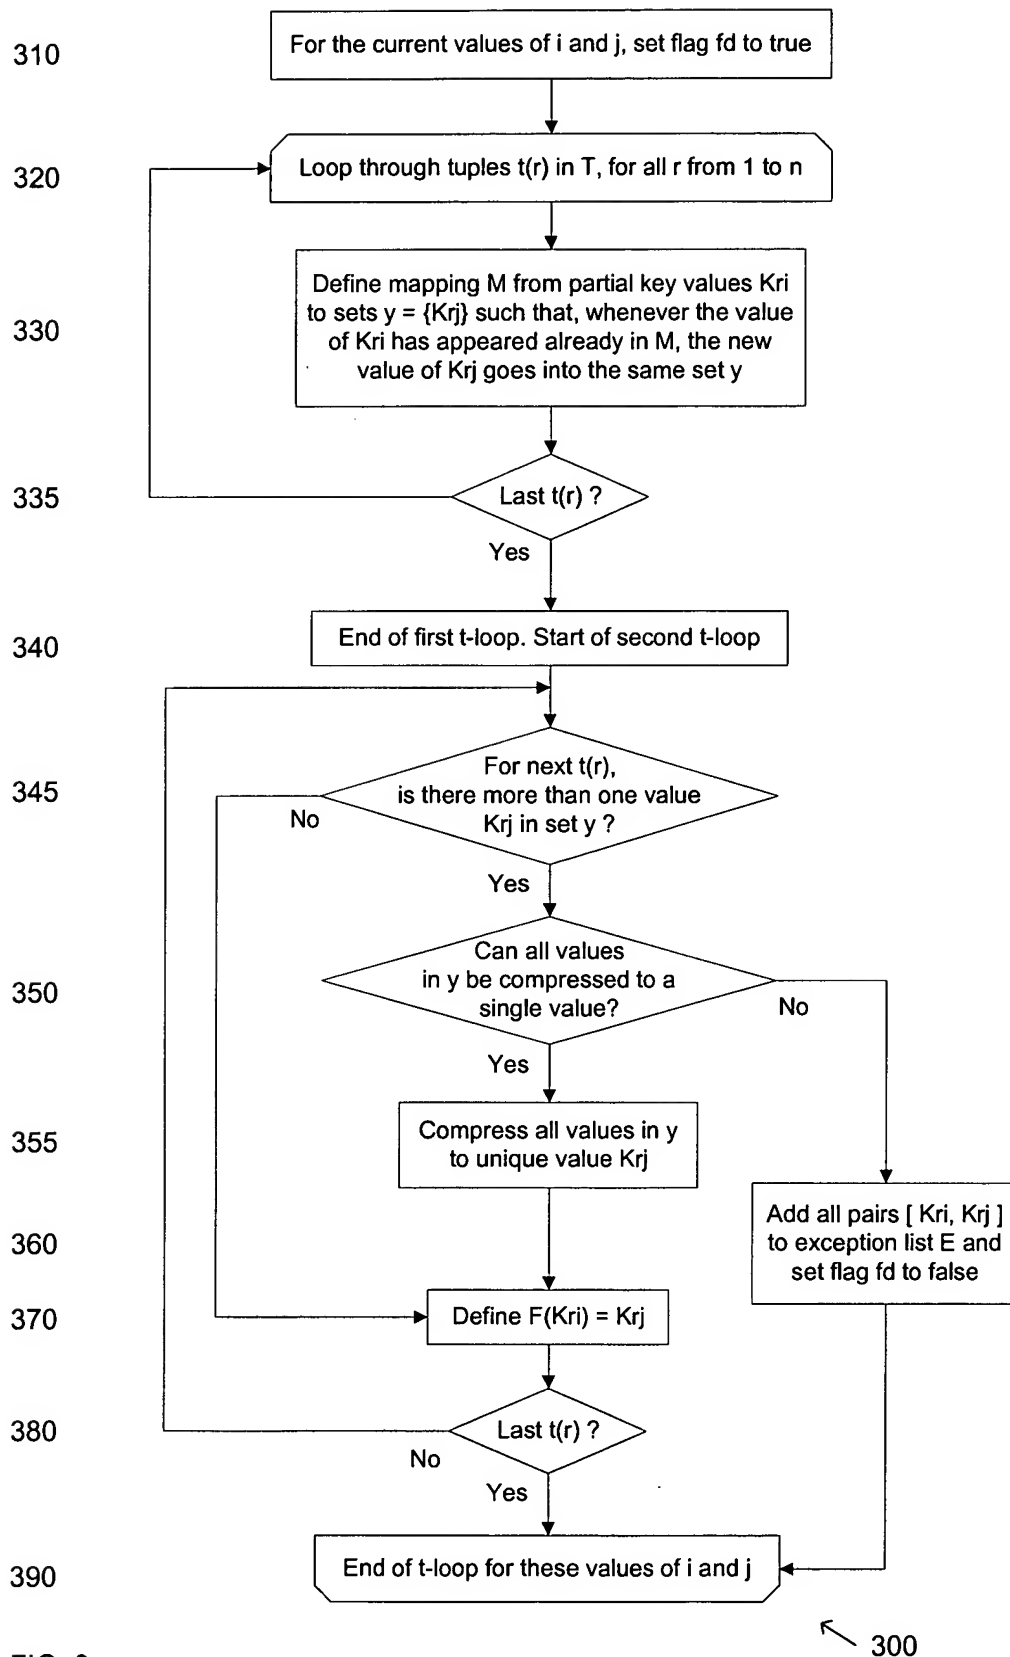 310
For the current values of i and j, set flag fd to true
320
Loop through tuples t(r) in T, for all r from 1 to n
330
Define mapping M from partial key values Kri
to sets y = {Krj} such that, whenever the value
of Kri has appeared already in M, the new
value of Krj goes into the same set y
335
Last t(r) ?
Yes
340
End of first t-loop. Start of second t-loop
345
For next t(r),
is there more than one value
Krj in set y ?
No
Yes
350
Can all values
in y be compressed to a
single value?
No
Yes
355
Compress all values in y
to unique value Krj
360
Add all pairs [ Kri, Krj ]
to exception list E and
set flag fd to false
370
Define F(Kri) = Krj
380
Last t(r) ?
No
Yes
390
End of t-loop for these values of i and j
300